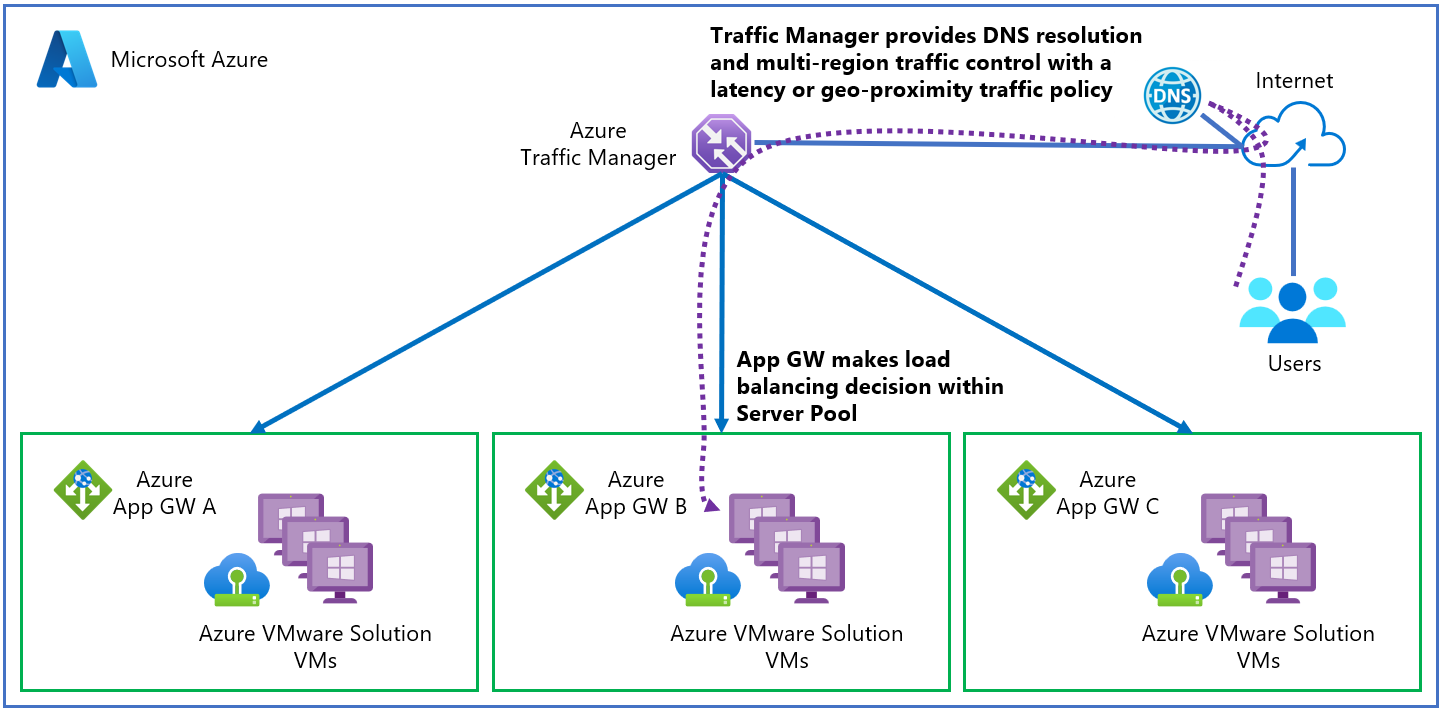 Microsoft Azure
Traffic Manager provides DNS resolution
and multi-region traffic control with a
latency or geo-proximity traffic policy
DNS
Internet
Azure
Traffic Manager
Users
App GW makes load
balancing decision within
Server Pool
Azure
App GW A
Azure VMware Solution
VMs
Azure
App GW B
Azure VMware Solution
VMs
Azure
App GW C
Azure VMware Solution
VMs